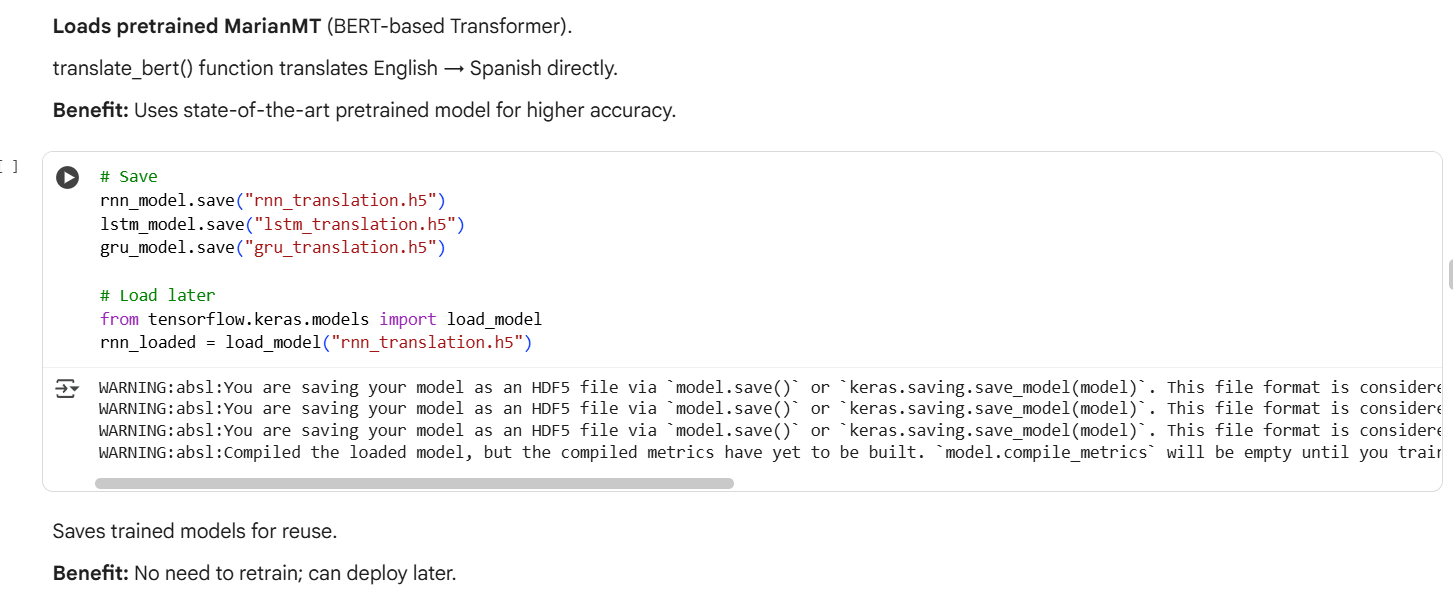 Loads pretrained MarianMT (BERT-based Transformer).
translate_bert() function translates English → Spanish directly.
Benefit: Uses state-of-the-art pretrained model for higher accuracy.
[ ]
# Save
rnn_model.save("rnn_translation.h5")
lstm_model.save("lstm_translation.h5")
gru_model.save("gru_translation.h5")
# Load later
from tensorflow.keras.models import load_model
rnn_loaded = load_model("rnn_translation.h5")
WARNING:absl:You are saving your model as an HDF5 file via `model.save()` or `keras.saving.save_model(model)`. This file format is
WARNING:absl:You are saving your model as an HDF5 file via `model.save()` or `keras.saving.save_model(model)`. This file format is
WARNING:absl:You are saving your model as an HDF5 file via `model.save()` or `keras.saving.save_model(model)`. This file format is
WARNING:absl:Compiled the loaded model, but the compiled metrics have yet to be built. `model.compile_metrics` will be empty until you
Saves trained models for reuse.
Benefit: No need to retrain; can deploy later.